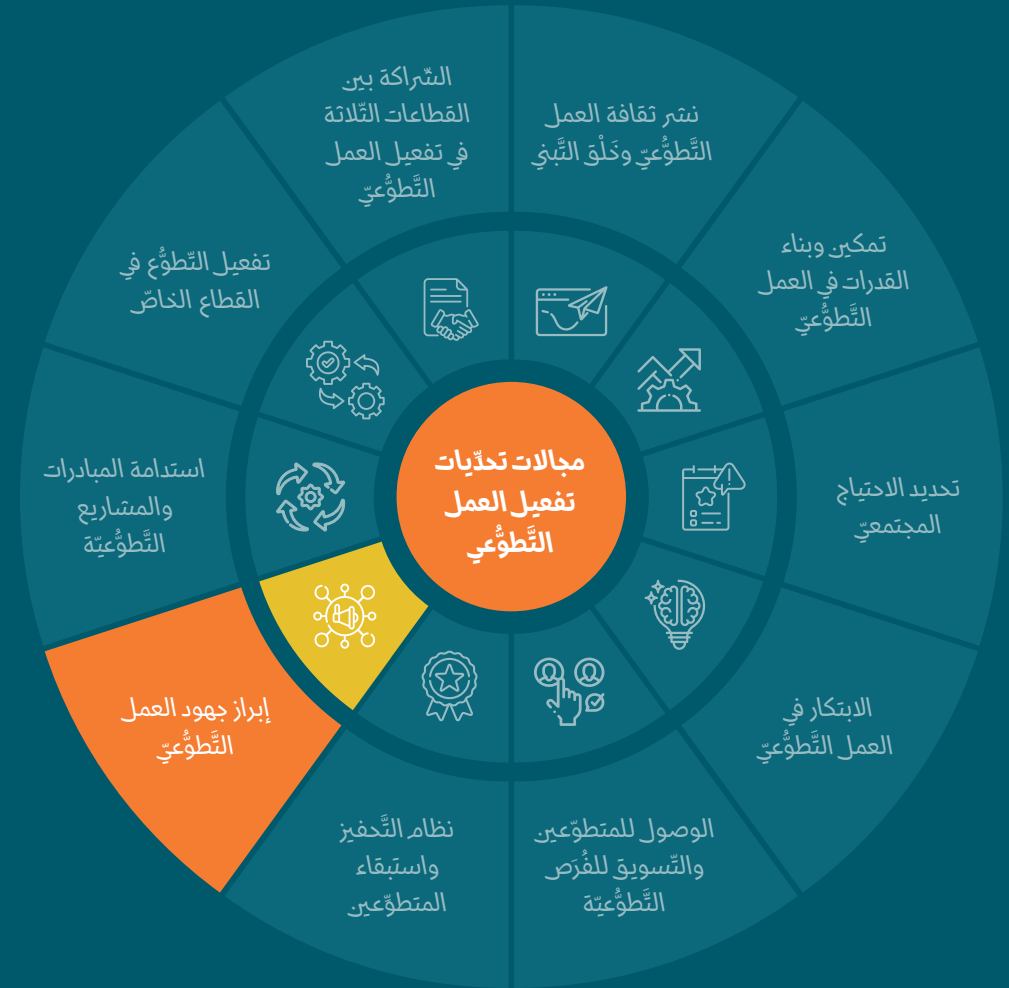 مجالات تحدِّيات
تفعيل العمل
التَّطوُّعي
نشر ثقافة العمل
التَّطوُّعيّ وخَلْق التَّبني
تمكين وبناء
القدرات في العمل
التَّطوُّعيّ
تحديد الاحتياج
المجتمعيّ
الابتكار في
العمل التَّطوُّعيّ
الوصول للمتطوّعين
والتّسويق للفُرَص
التَّطوُّعيّة
نظام التَّحفيز
واستبقاء
المتطوّعين
إبراز جهود العمل
التَّطوُّعيّ
استدامة المبادرات
والمشاريع
التَّطوُّعيّة
تفعيل التَّطوُّع في
القطاع الخاصّ
الشّراكة بين
القطاعات الثّلاثة
في تفعيل العمل
التَّطوُّعيّ